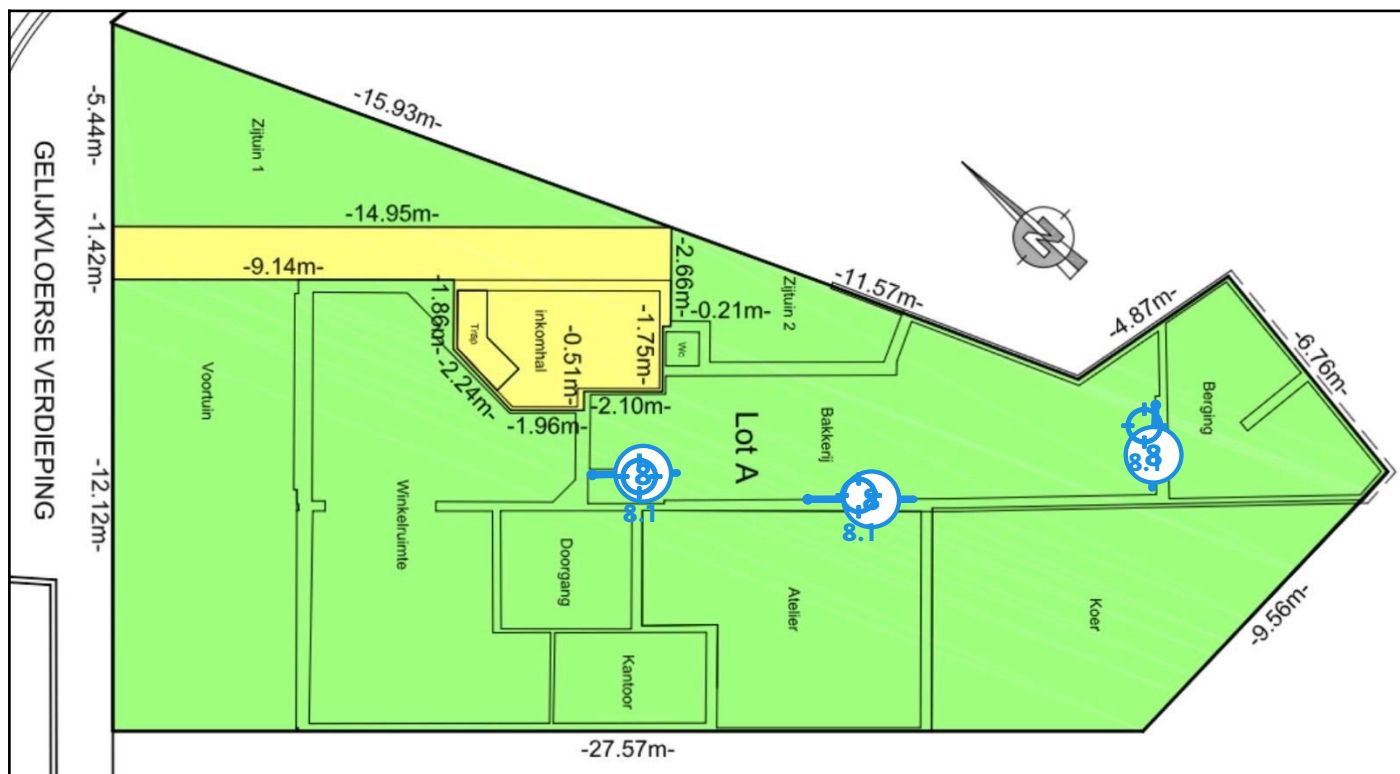 -15.93m-
-5.44m-
Zijtuin 1
GELIJKVLOERSE VERDIEPING
-14.95m-
-1.42m-
-9.14m-
-2.66m-
Zijtuin 2
-11.57m-
-4.87m-
-6.76m-
-1.86m-
Trap
inkomhal
-0.51m-
-1.75m-
-0.21m-
Wc
-2.24m-
-1.96m-
-2.10m-
Voortuin
Lot A
Bakkerij
Berging
-12.12m-
Winkelruimte
8.1
8.1
Doorgang
Atelier
Koer
-9.56m-
Kantoor
-27.57m-